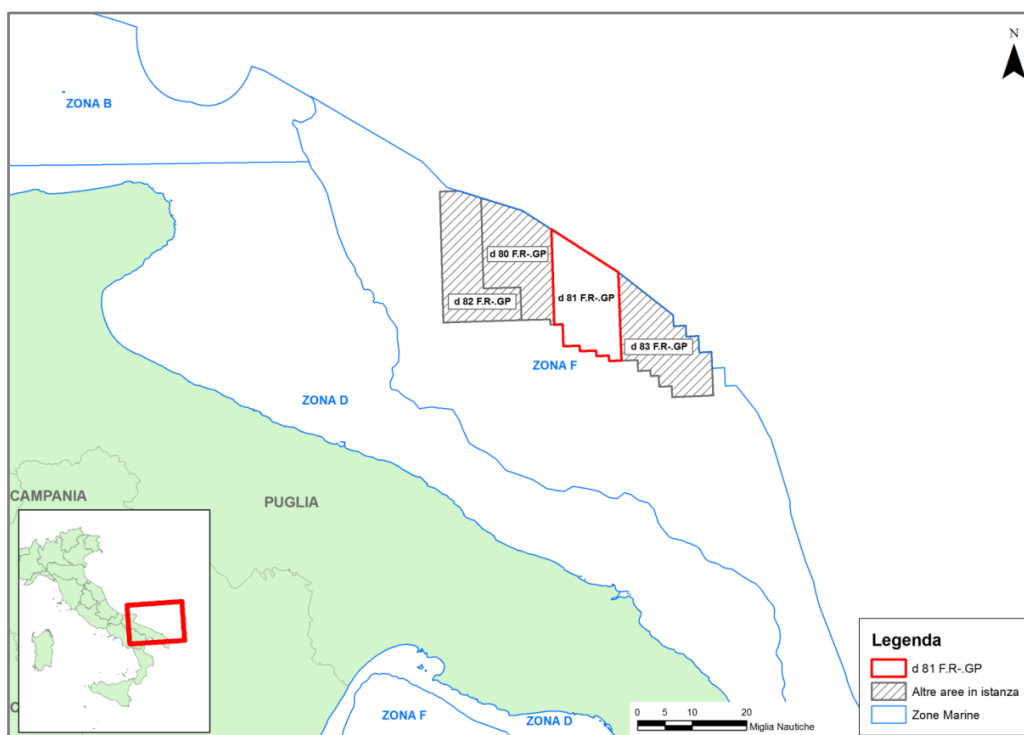 N
ZONA B
d 80 F.R-.GP
d 82 F.R-.GP
d 81 F.R-.GP
d 83 F.R-.GP
ZONA F
ZONA D
CAMPANIA
PUGLIA
C
ZONA F
ZONA D
0 5 10 20
Miglia Nautiche
Legenda
d 81 F.R-.GP
Altre aree in istanza
Zone Marine